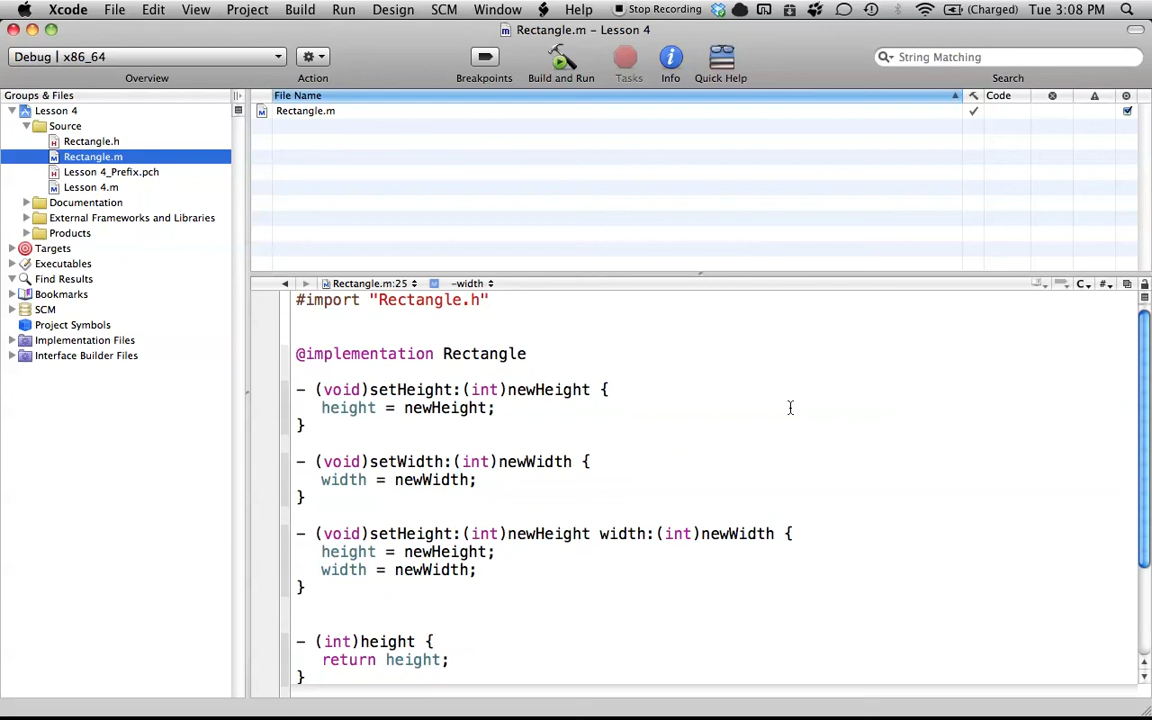 Xcode File Edit View Project Build Run Design SCM Window Help Stop Recording (Charged) Tue 3:08 PM
Rectangle.m – Lesson 4
Debug | x86_64 String Matching
Overview Action Breakpoints Build and Run Tasks Info Quick Help Search
Groups & Files File Name Code
Lesson 4 Rectangle.m
Source
Rectangle.h
Rectangle.m
Lesson 4_Prefix.pch
Lesson 4.m
Documentation
External Frameworks and Libraries
Products
Targets
Executables
Find Results
Bookmarks
SCM
Project Symbols
Implementation Files
Interface Builder Files
Rectangle.m:25 -width C #
#import "Rectangle.h"
@implementation Rectangle
- (void)setHeight:(int)newHeight {
height = newHeight;
}
- (void)setWidth:(int)newWidth {
width = newWidth;
}
- (void)setHeight:(int)newHeight width:(int)newWidth {
height = newHeight;
width = newWidth;
}
- (int)height {
return height;
}